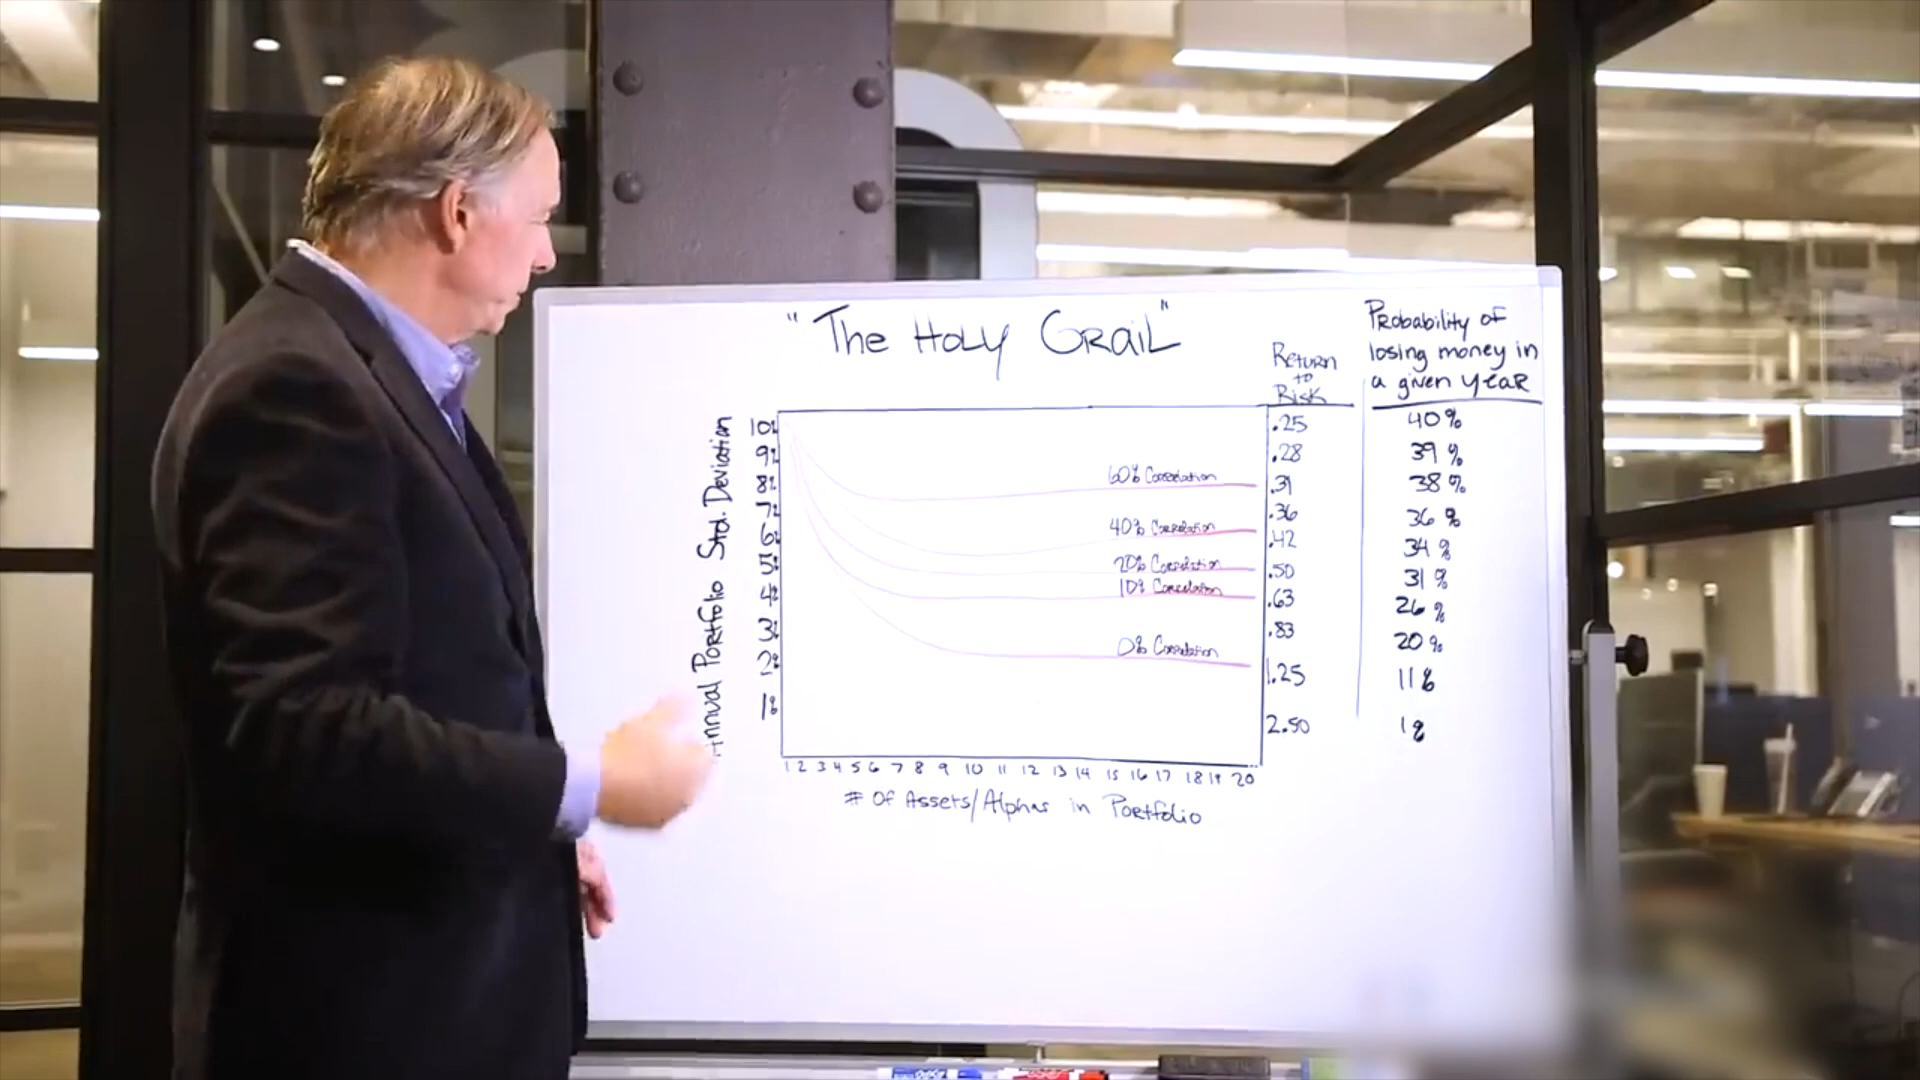 "The Holy Grail"
Return
to
Risk
Probability of
losing money in
a given year
Annual Portfolio Std. Deviation
10%
9%
8%
7%
6%
5%
4%
3%
2%
1%
60% Correlation
40% Correlation
20% Correlation
10% Correlation
0% Correlation
.25
.28
.31
.36
.42
.50
.63
.83
1.25
2.50
40%
39%
38%
36%
34%
31%
26%
20%
11%
1%
1 2 3 4 5 6 7 8 9 10 11 12 13 14 15 16 17 18 19 20
# Of Assets/Alphas in Portfolio